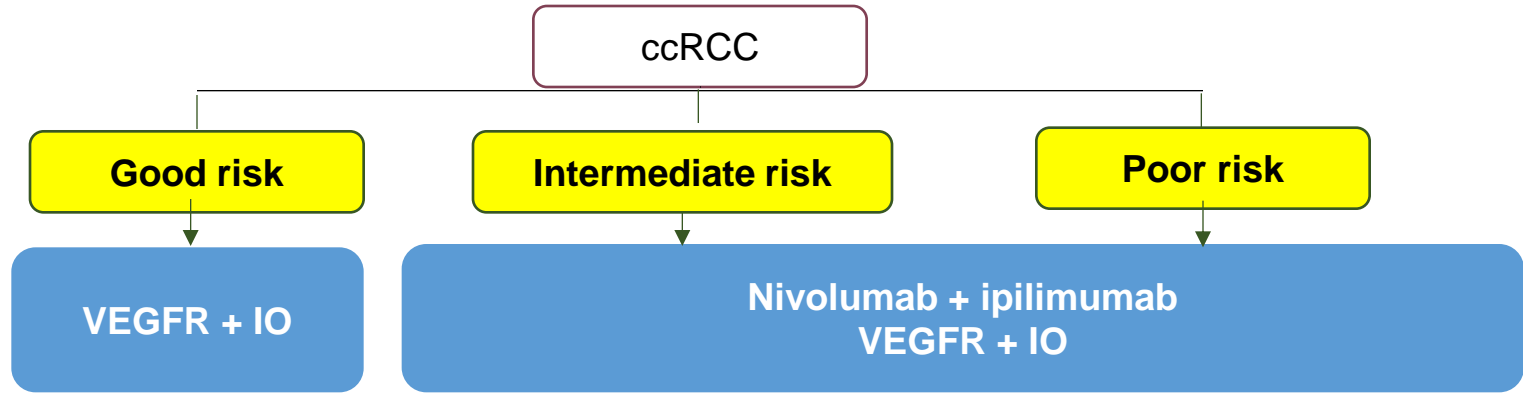 ccRCC
Good risk
Intermediate risk
Poor risk
VEGFR + IO
Nivolumab + ipilimumab
VEGFR + IO